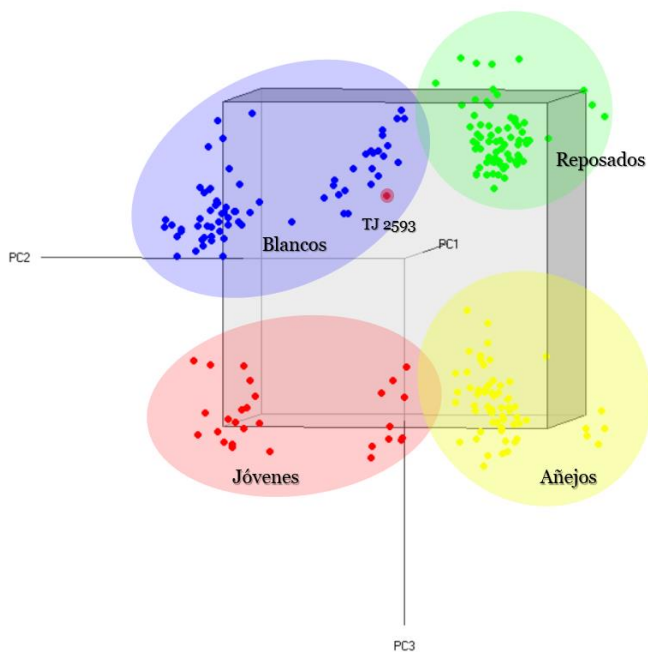 Reposados
TJ 2593
Blancos
PC1
PC2
Jóvenes
Añejos
PC3